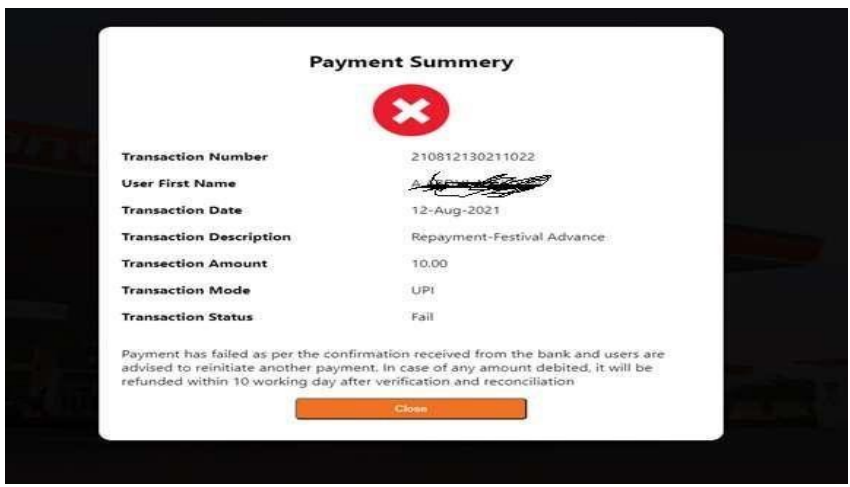 Payment Summery
Transaction Number 210812130211022
User First Name
Transaction Date 12-Aug-2021
Transaction Description Repayment-Festival Advance
Transection Amount 10.00
Transaction Mode UPI
Transaction Status Fail
Payment has failed as per the confirmation received from the bank and users are
advised to reinitiate another payment. In case of any amount debited, it will be
refunded within 10 working day after verification and reconciliation
Close